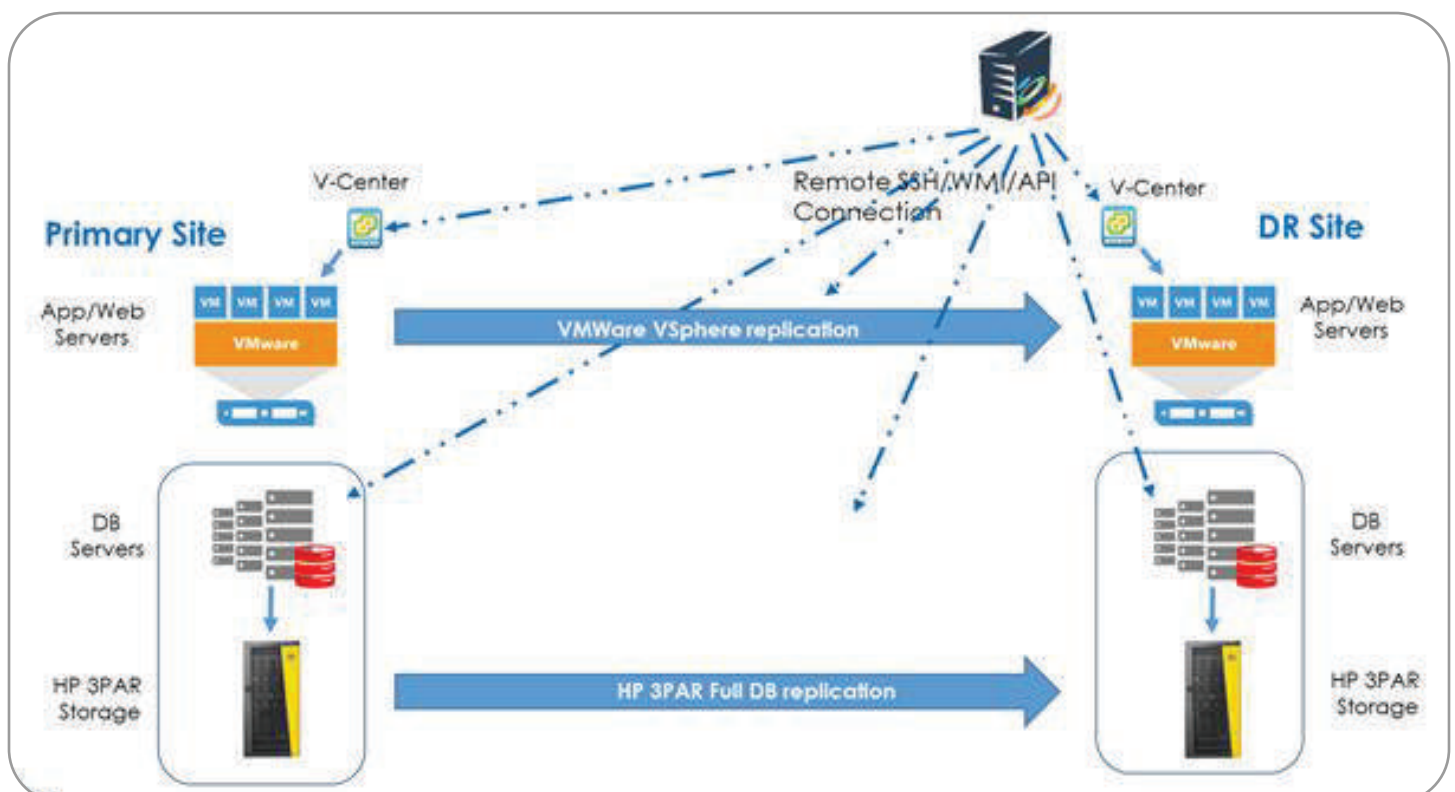 V-Center
Remote SSH/WMI/API
Connection
V-Center
Primary Site
DR Site
App/Web
Servers
VM VM VM VM
VMware
VMWare VSphere replication
VM VM VM VM
VMware
App/Web
Servers
DB
Servers
DB
Servers
HP 3PAR
Storage
HP 3PAR Full DB replication
HP 3PAR
Storage